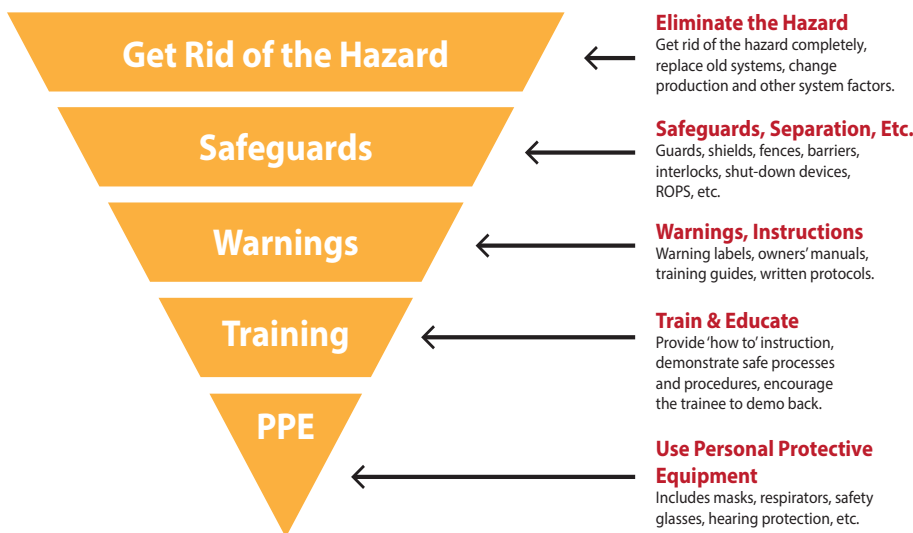 Get Rid of the Hazard
Eliminate the Hazard
Get rid of the hazard completely,
replace old systems, change
production and other system factors.
Safeguards
Safeguards, Separation, Etc.
Guards, shields, fences, barriers,
interlocks, shut-down devices,
ROPS, etc.
Warnings
Warnings, Instructions
Warning labels, owners’ manuals,
training guides, written protocols.
Training
Train & Educate
Provide ‘how to’ instruction,
demonstrate safe processes
and procedures, encourage
the trainee to demo back.
PPE
Use Personal Protective
Equipment
Includes masks, respirators, safety
glasses, hearing protection, etc.